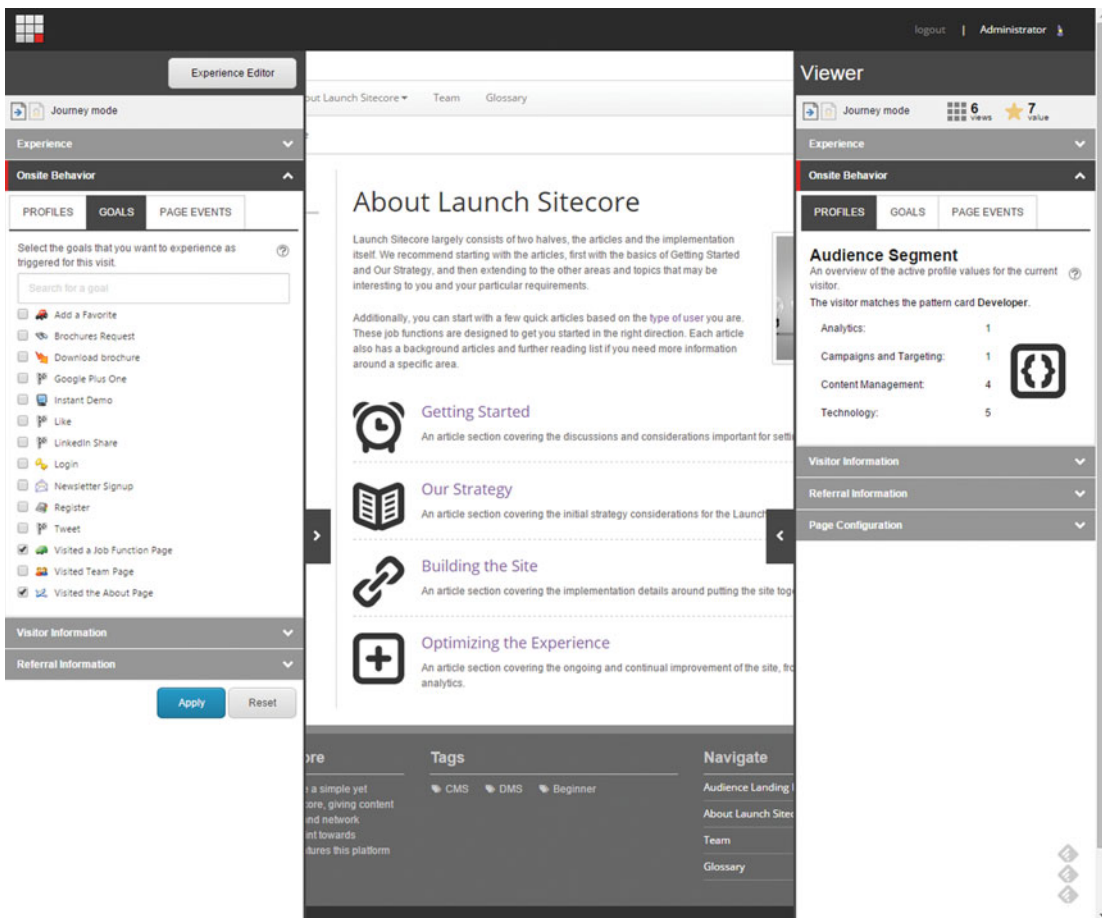 logout | Administrator
Experience Editor
Journey mode
Experience
Onsite Behavior
PROFILES GOALS PAGE EVENTS
Select the goals that you want to experience as
triggered for this visit.
Search for a goal
Add a Favorite
Brochures Request
Download brochure
Google Plus One
Instant Demo
Like
LinkedIn Share
Login
Newsletter Signup
Register
Tweet
Visited a Job Function Page
Visited Team Page
Visited the About Page
Visitor Information
Referral Information
Apply Reset
out Launch Sitecore Team Glossary
About Launch Sitecore
Launch Sitecore largely consists of two halves, the articles and the implementation
itself. We recommend starting with the articles, first with the basics of Getting Started
and Our Strategy, and then extending to the other areas and topics that may be
interesting to you and your particular requirements.
Additionally, you can start with a few quick articles based on the type of user you are.
These job functions are designed to get you started in the right direction. Each article
also has a background articles and further reading list if you need more information
around a specific area.
Getting Started
An article section covering the discussions and considerations important for setti
Our Strategy
An article section covering the initial strategy considerations for the Launch
Building the Site
An article section covering the implementation details around putting the site tog
Optimizing the Experience
An article section covering the ongoing and continual improvement of the site, fro
analytics.
ore
a simple yet
core, giving content
and network
int towards
atures this platform
Tags
CMS DMS Beginner
Navigate
Audience Landing
About Launch Sitec
Team
Glossary
Viewer
Journey mode 6 views 7 value
Experience
Onsite Behavior
PROFILES GOALS PAGE EVENTS
Audience Segment
An overview of the active profile values for the current
visitor.
The visitor matches the pattern card Developer.
Analytics: 1
Campaigns and Targeting: 1
Content Management: 4
Technology: 5
Visitor Information
Referral Information
Page Configuration